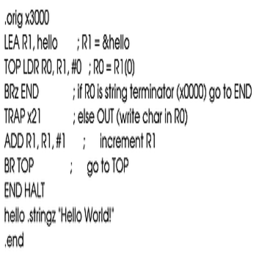 .orig x3000
LEA R1, hello ; R1 = &hello
TOP LDR R0, R1, #0 ; R0 = R1(0)
BRz END ; if R0 is string terminator (x0000) go to END
TRAP x21 ; else OUT (write char in R0)
ADD R1, R1, #1 ; increment R1
BR TOP ; go to TOP
END HALT
hello .stringz "Hello World!"
.end